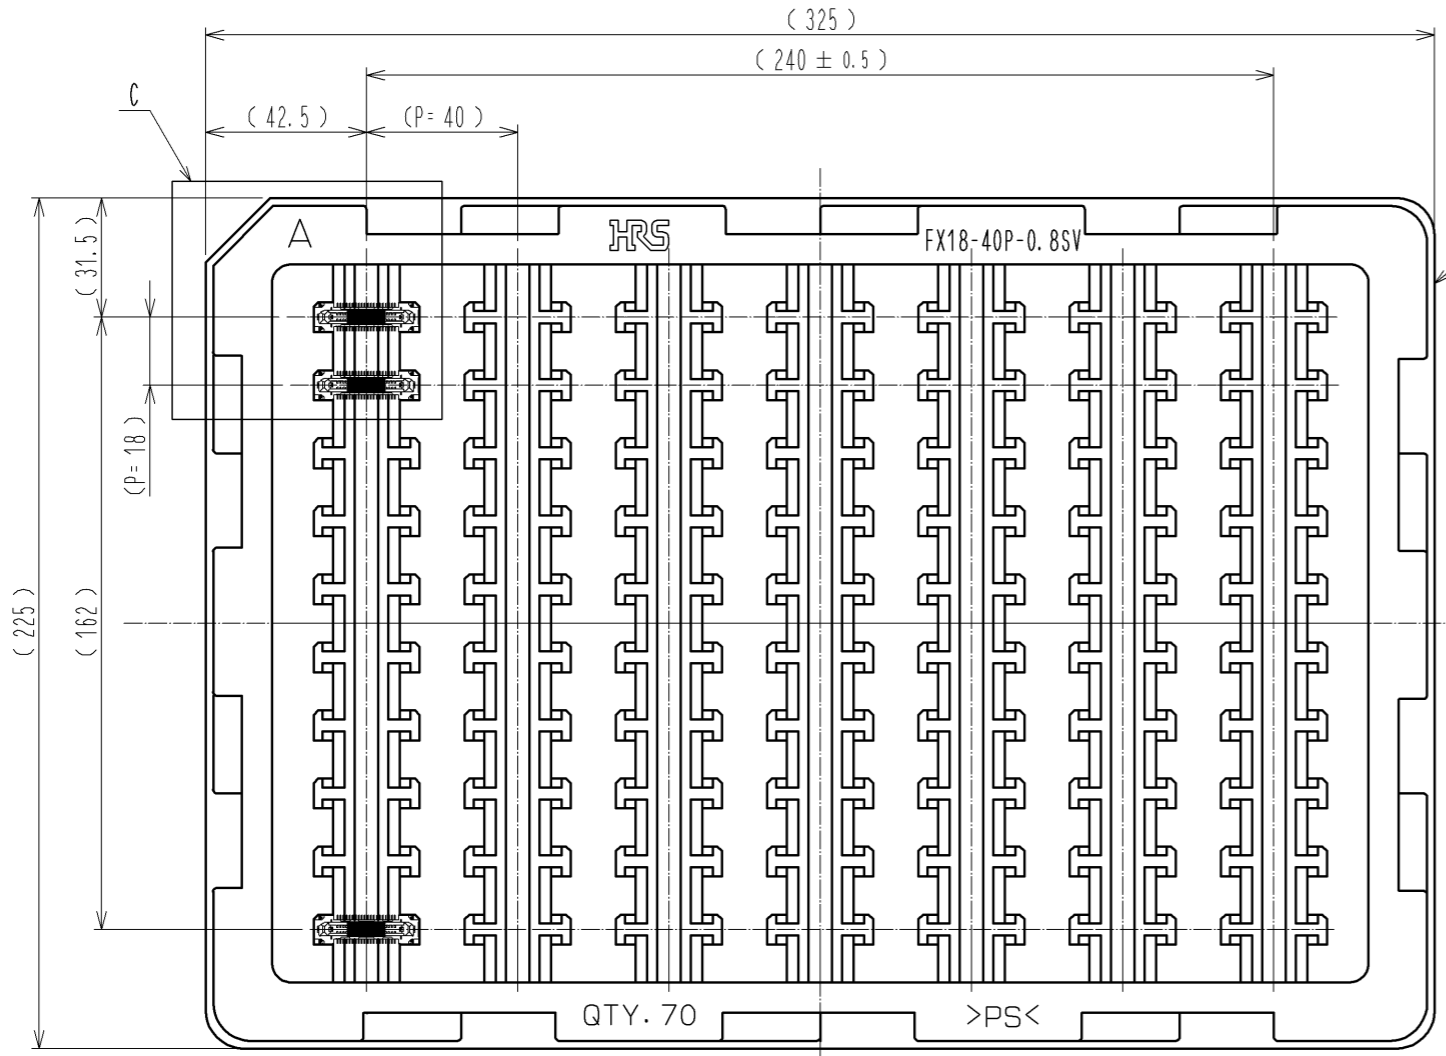 ( 325 )
( 240 ± 0.5 )
C
( 42.5 )
(P= 40 )
A
HRS
FX18-40P-0.8SV
( 31.5 )
(P= 18 )
( 225 )
( 162 )
QTY. 70
>PS<